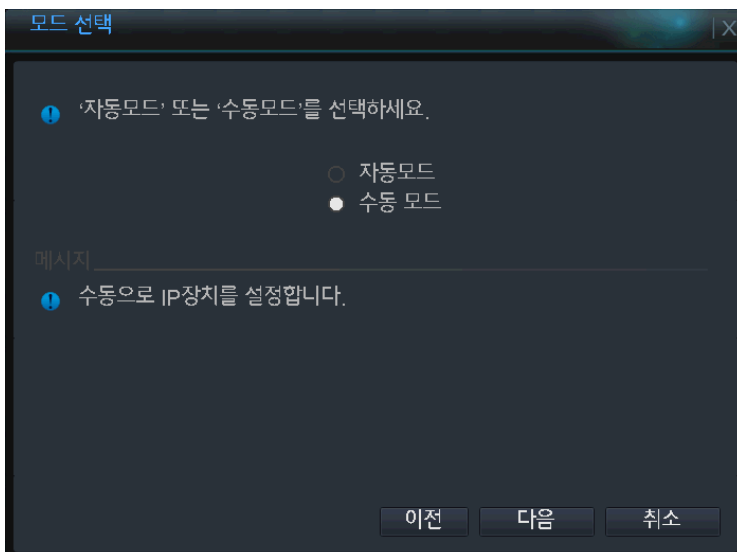 모드 선택
|X
‘자동모드’ 또는 ‘수동모드’를 선택하세요.
자동모드
수동 모드
메시지
수동으로 IP장치를 설정합니다.
이전 다음 취소